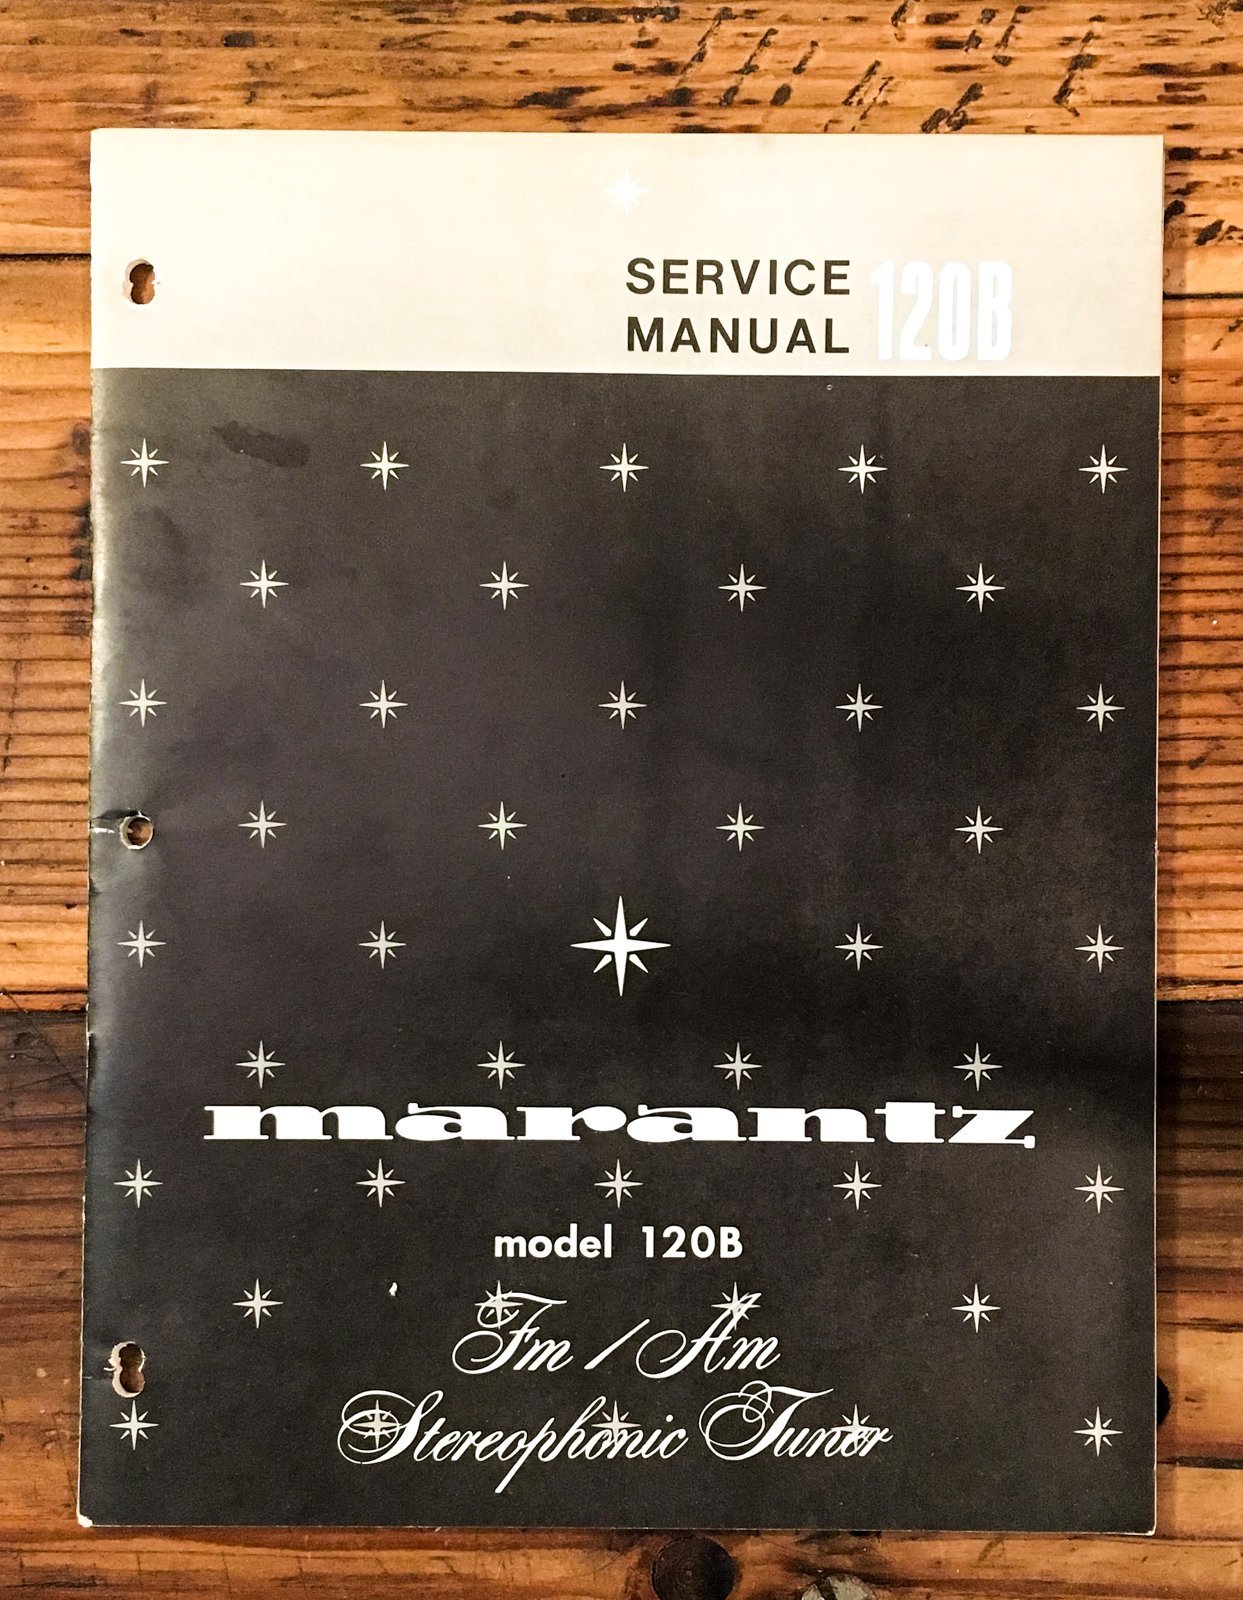 SERVICE 120B
MANUAL
marantz
model 120B
Fm / Am
Stereophonic Tuner